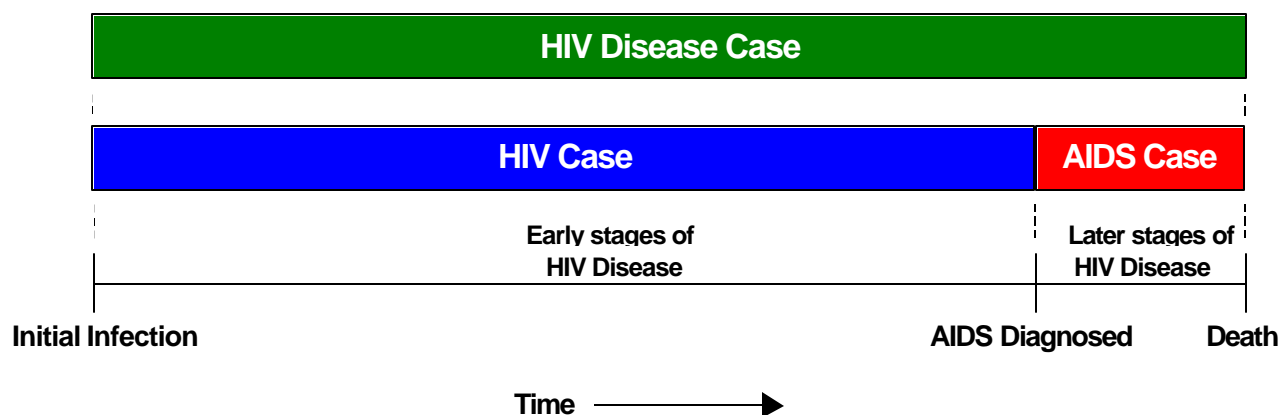 HIV Disease Case
HIV Case
AIDS Case
Early stages of
HIV Disease
Later stages of
HIV Disease
Initial Infection
AIDS Diagnosed
Death
Time